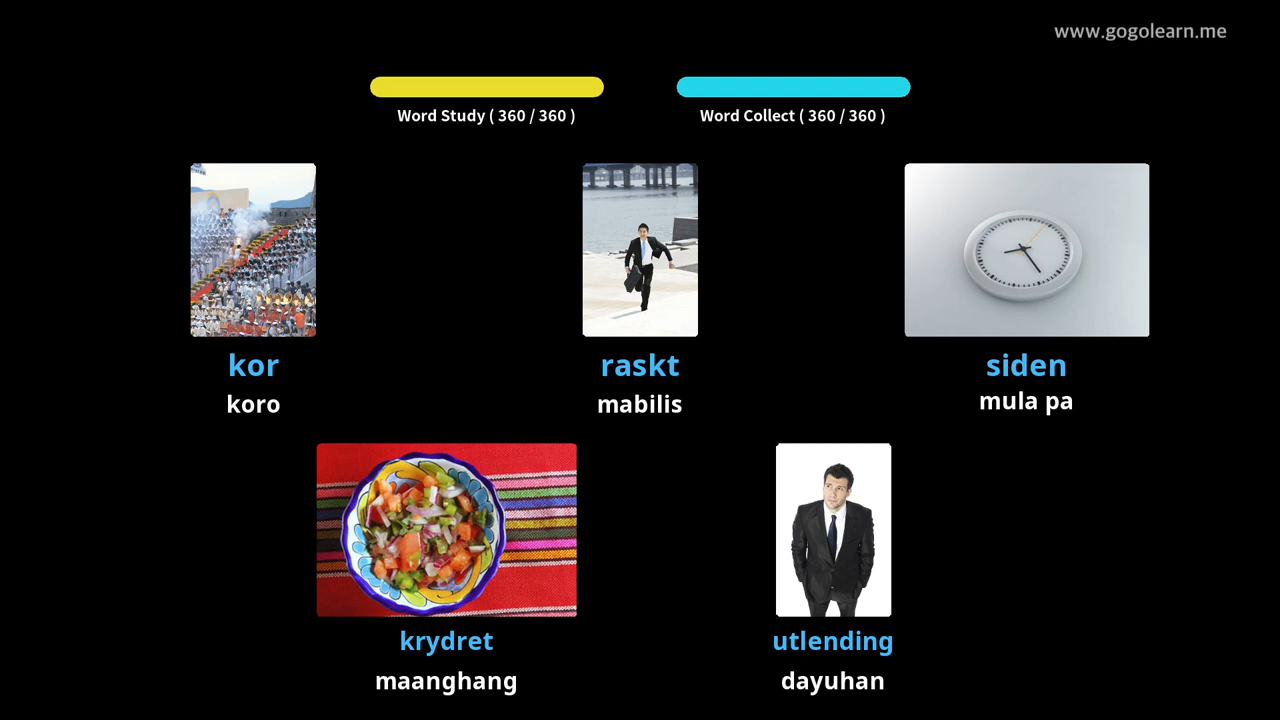 www.gogolearn.me
Word Study ( 360 / 360 )
Word Collect ( 360 / 360 )
kor
koro
raskt
mabilis
siden
mula pa
krydret
maanghang
utlending
dayuhan